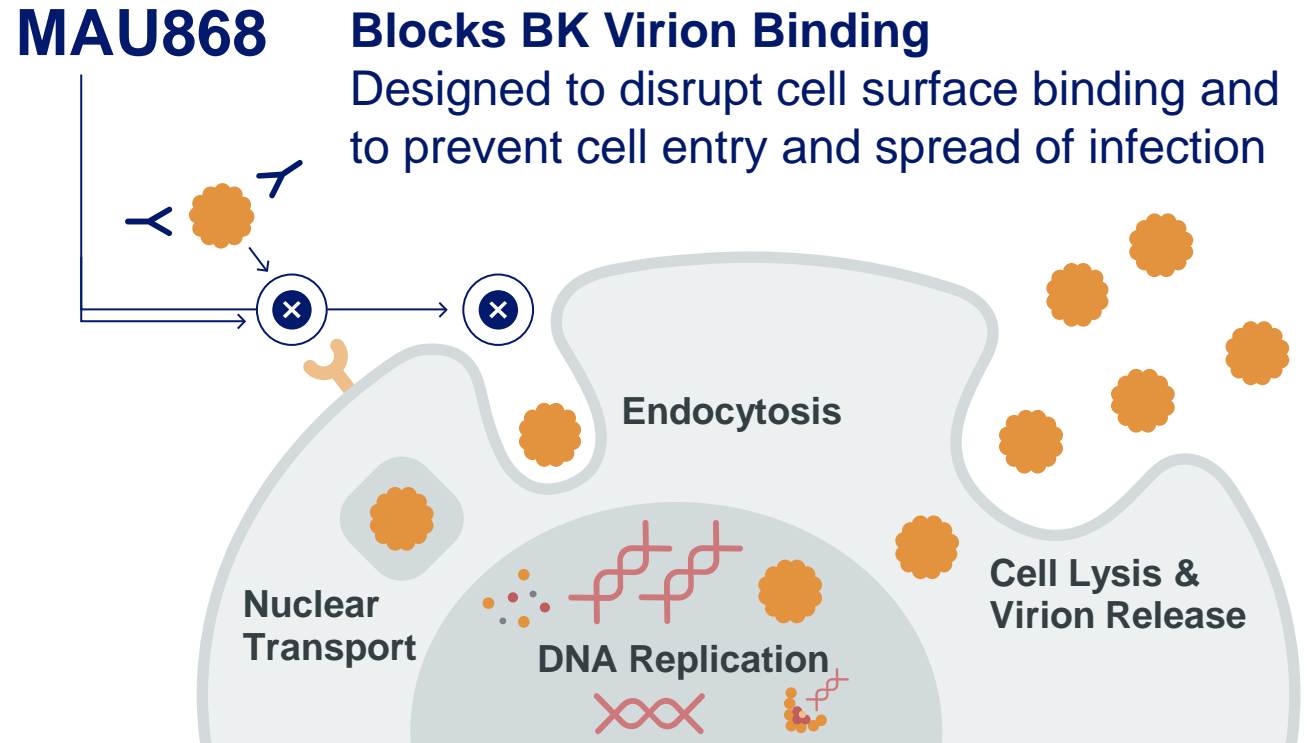 MAU868
Blocks BK Virion Binding
Designed to disrupt cell surface binding and
to prevent cell entry and spread of infection
Endocytosis
Cell Lysis &
Virion Release
Nuclear
Transport
DNA Replication